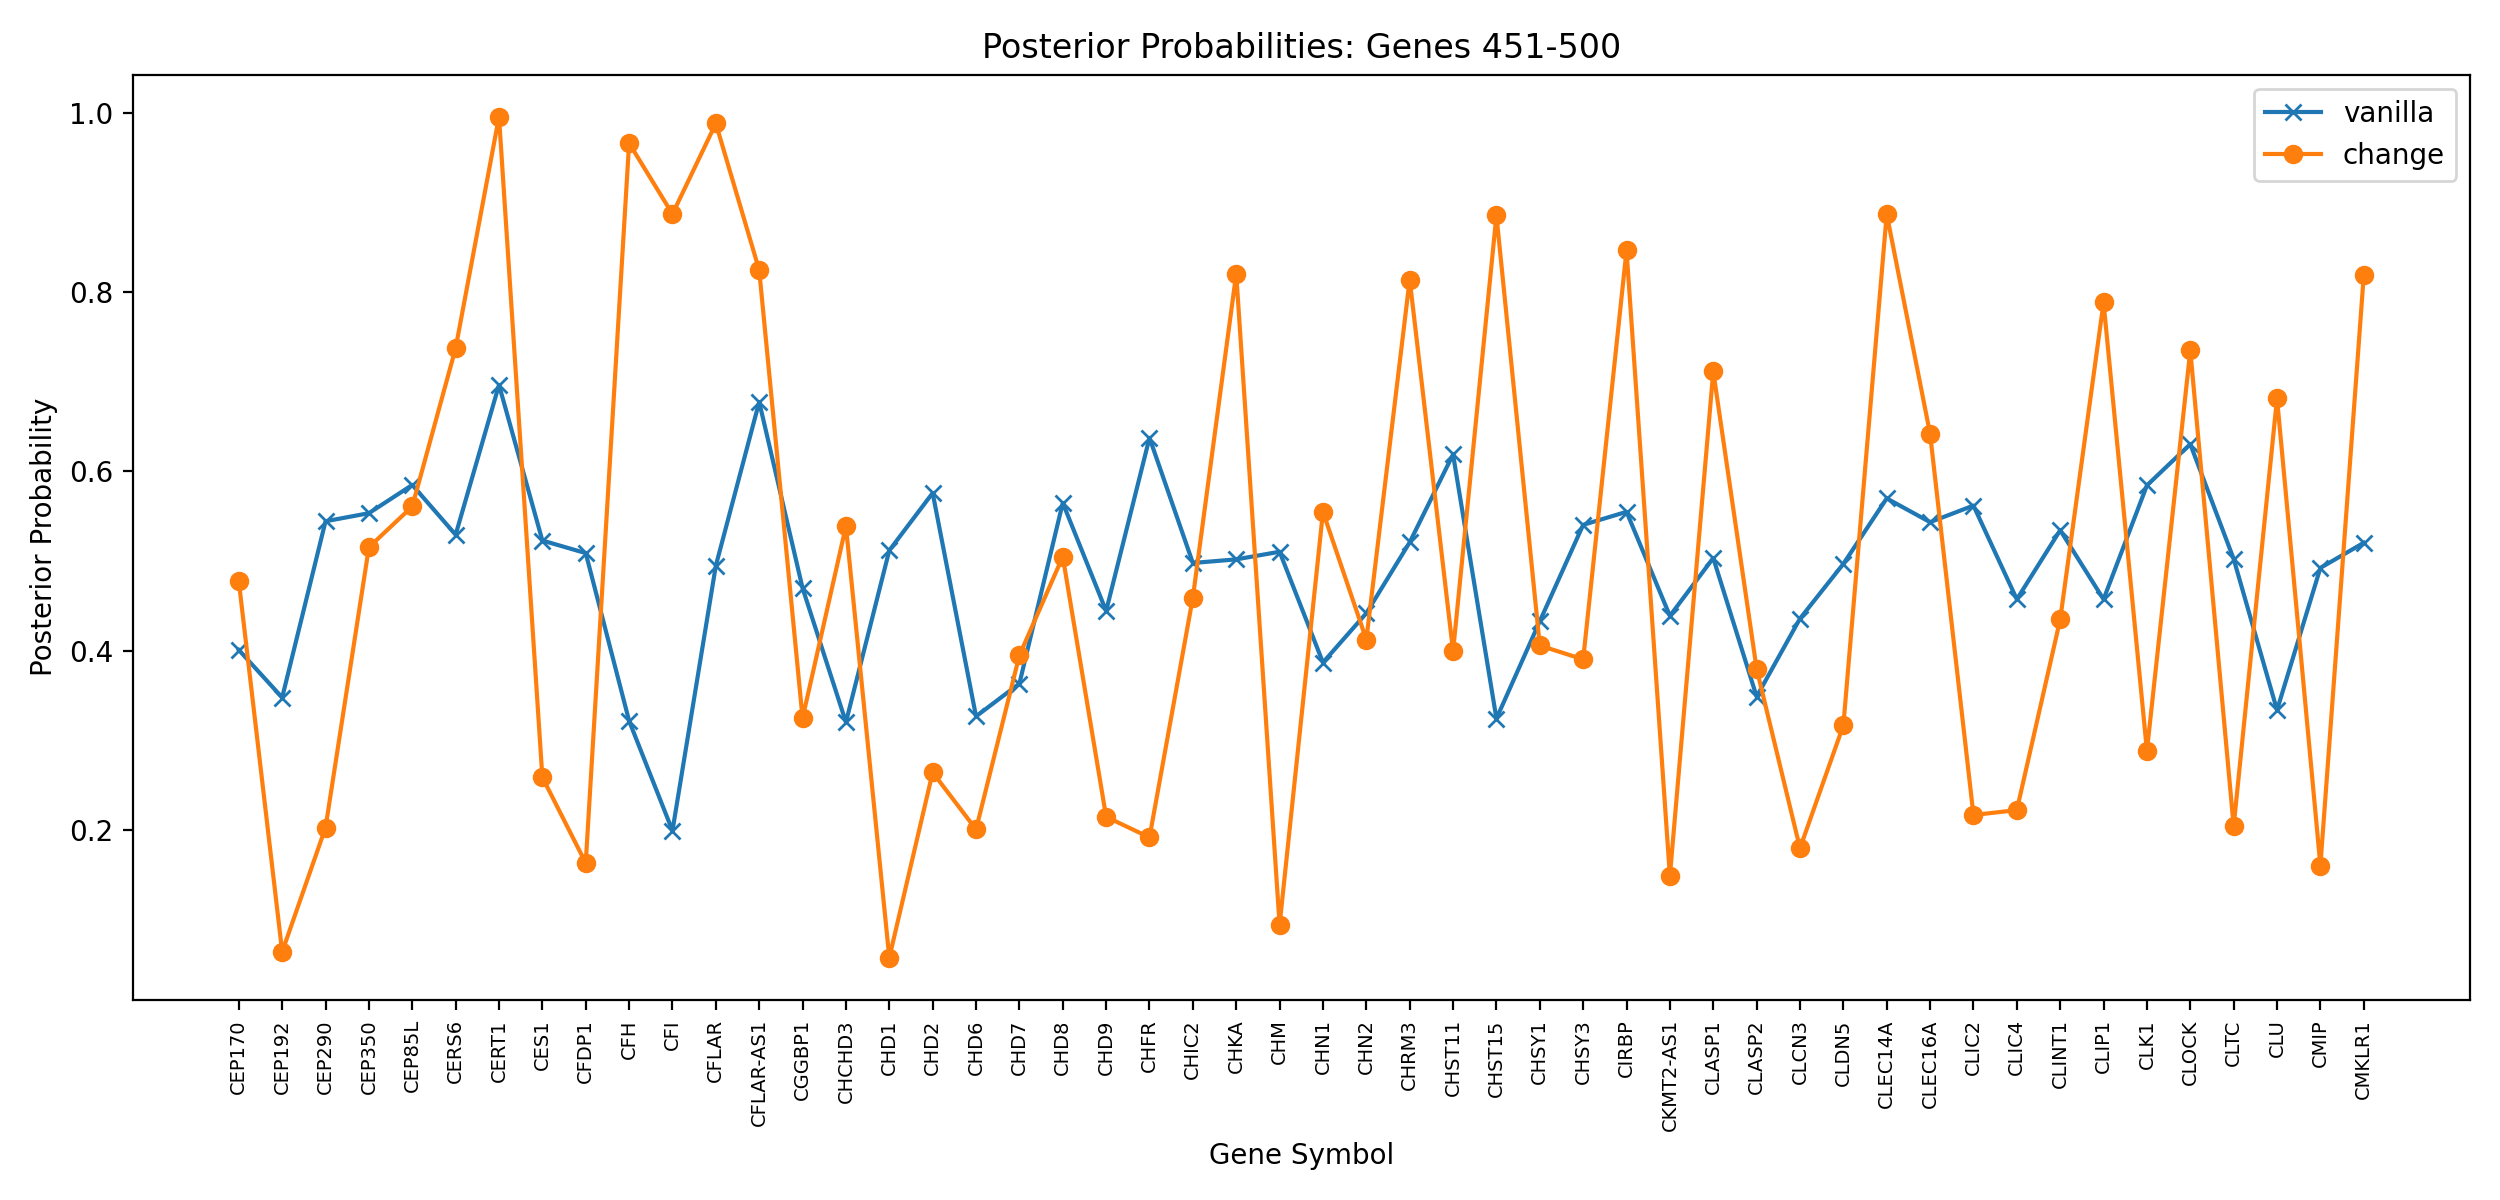 Posterior Probabilities: Genes 451-500
vanilla
change
Posterior Probability
1.0
0.8
0.6
0.4
0.2
CEP170
CEP192
CEP290
CEP350
CEP85L
CERS6
CERT1
CES1
CFDP1
CFH
CFI
CFLAR
CFLAR-AS1
CGGBP1
CHCHD3
CHD1
CHD2
CHD6
CHD7
CHD8
CHD9
CHFR
CHIC2
CHKA
CHM
CHN1
CHN2
CHRM3
CHST11
CHST15
CHSY1
CHSY3
CIRBP
CKMT2-AS1
CLASP1
CLASP2
CLCN3
CLDN5
CLEC14A
CLEC16A
CLIC2
CLIC4
CLINT1
CLIP1
CLK1
CLOCK
CLTC
CLU
CMIP
CMKLR1
Gene Symbol